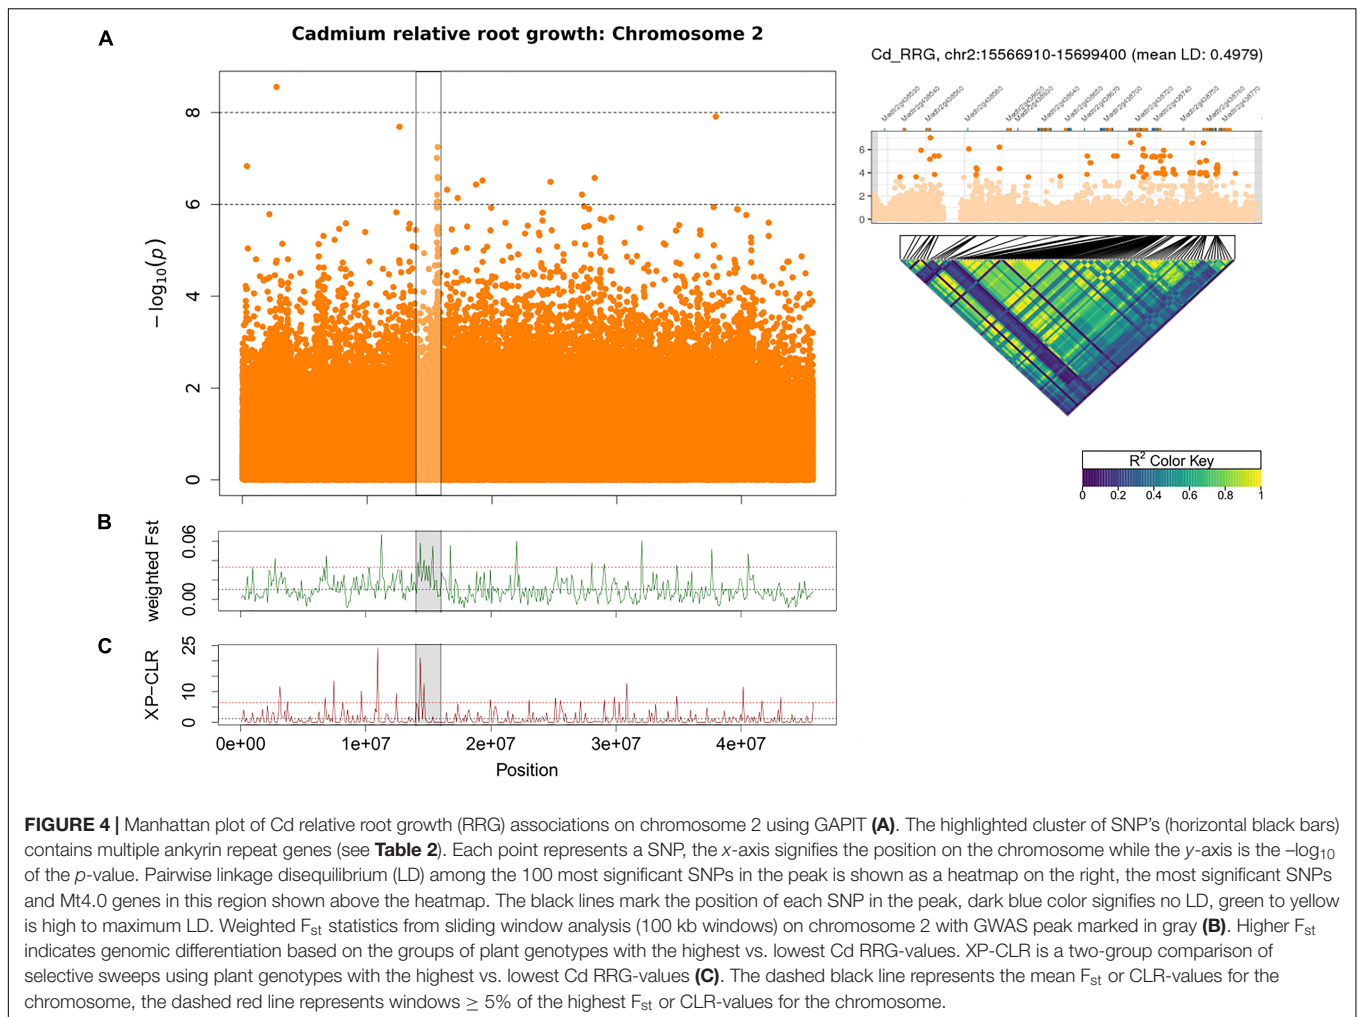 A
Cadmium relative root growth: Chromosome 2
− log10(p)
8
6
4
2
0
Cd_RRG, chr2:15566910-15699400 (mean LD: 0.4979)
6
4
2
0
R2 Color Key
0 0.2 0.4 0.6 0.8 1
B
weighted Fst
0.06
0.00
C
XP−CLR
25
10
0
0e+00 1e+07 2e+07 3e+07 4e+07
Position
FIGURE 4 | Manhattan plot of Cd relative root growth (RRG) associations on chromosome 2 using GAPIT (A). The highlighted cluster of SNP's (horizontal black bars)
contains multiple ankyrin repeat genes (see Table 2). Each point represents a SNP, the x-axis signifies the position on the chromosome while the y-axis is the –log10
of the p-value. Pairwise linkage disequilibrium (LD) among the 100 most significant SNPs in the peak is shown as a heatmap on the right, the most significant SNPs
and Mt4.0 genes in this region shown above the heatmap. The black lines mark the position of each SNP in the peak, dark blue color signifies no LD, green to yellow
is high to maximum LD. Weighted Fst statistics from sliding window analysis (100 kb windows) on chromosome 2 with GWAS peak marked in gray (B). Higher Fst
indicates genomic differentiation based on the groups of plant genotypes with the highest vs. lowest Cd RRG-values. XP-CLR is a two-group comparison of
selective sweeps using plant genotypes with the highest vs. lowest Cd RRG-values (C). The dashed black line represents the mean Fst or CLR-values for the
chromosome, the dashed red line represents windows ≥ 5% of the highest Fst or CLR-values for the chromosome.